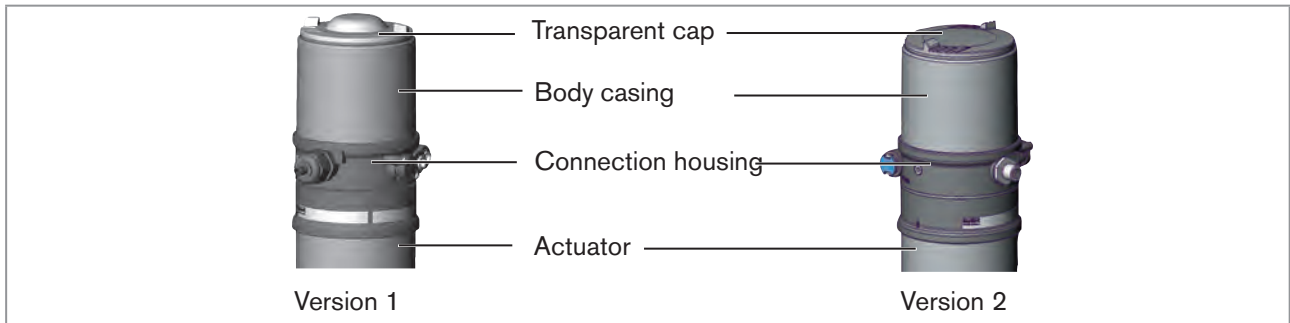 Transparent cap
Body casing
Connection housing
Actuator
Version 1
Version 2